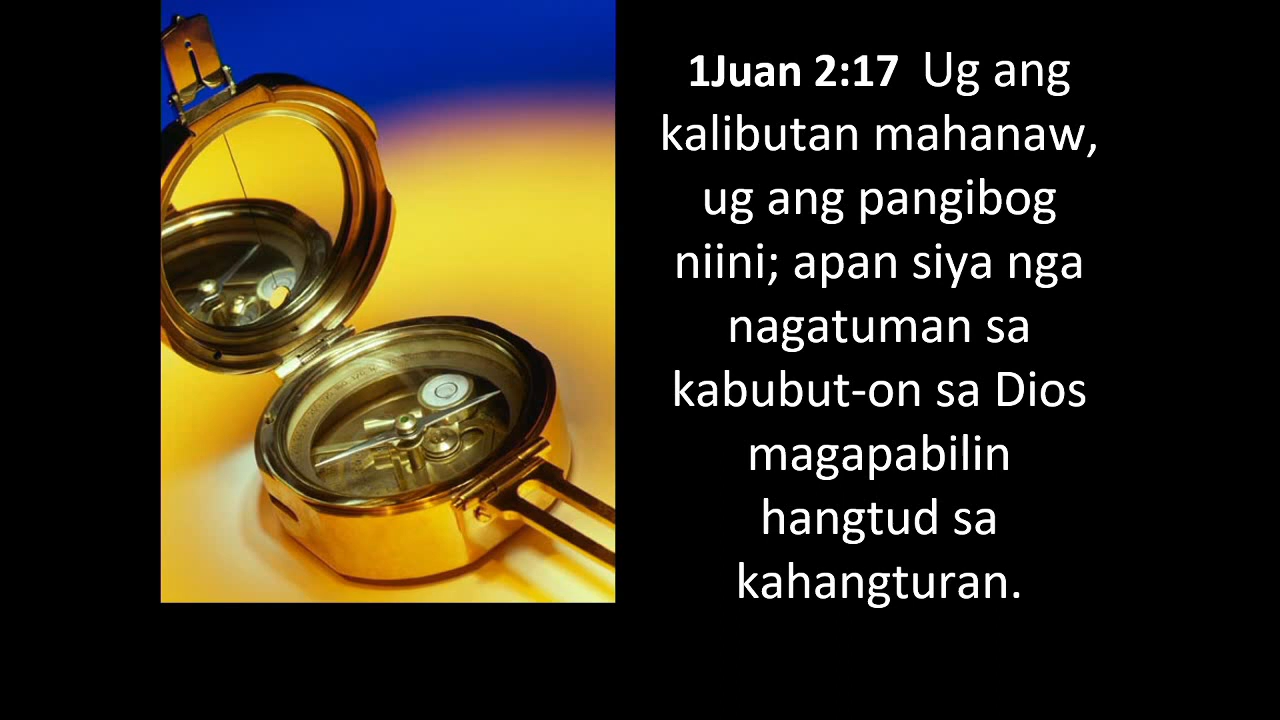 1Juan 2:17  Ug ang
kalibutan mahanaw,
ug ang pangibog
niini; apan siya nga
nagatuman sa
kabubut-on sa Dios
magapabilin
hangtud sa
kahangturan.